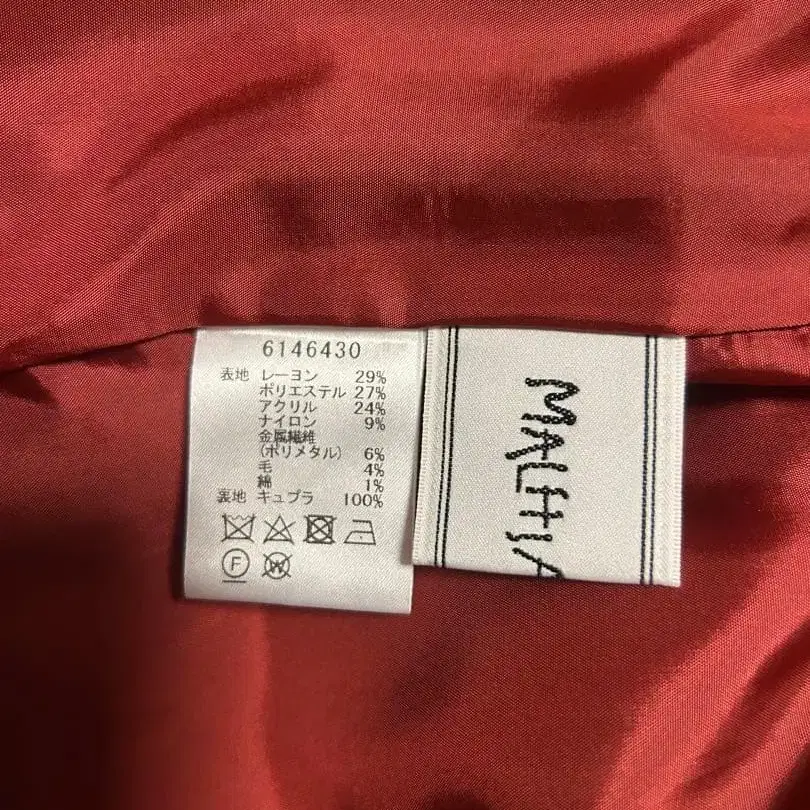 6146430
表地 レーヨン 29%
ポリエステル 27%
アクリル 24%
ナイロン 9%
金属繊維
(ポリメタル) 6%
毛 4%
綿 1%
裏地 キュプラ 100%
F W